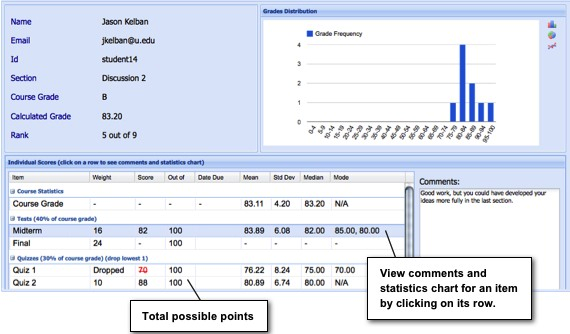 Name Jason Kelban
Email jkelban@u.edu
Id student14
Section Discussion 2
Course Grade B
Calculated Grade 83.20
Rank 5 out of 9
Grades Distribution
Grade Frequency
4
3
2
1
0
0-4 5-9 10-14 15-19 20-24 25-29 30-34 35-39 40-44 45-49 50-54 55-59 60-64 65-69 70-74 75-79 80-84 85-89 90-94 95-100
Individual Scores (click on a row to see comments and statistics chart)
Item Weight Score Out of Date Due Mean Std Dev Median Mode
Course Statistics
Course Grade - - - - 83.11 4.20 83.20 N/A
Tests (40% of course grade)
Midterm 16 82 100 83.89 6.08 82.00 85.00, 80.00
Final 24 - 100 - - - N/A
Quizzes (30% of course grade) (drop lowest 1)
Quiz 1 Dropped 70 100 76.22 8.24 75.00 70.00
Quiz 2 10 88 100 80.89 6.74 80.00 N/A
Comments:
Good work, but you could have developed your
ideas more fully in the last section.
View comments and
statistics chart for an item
by clicking on its row.
Total possible points